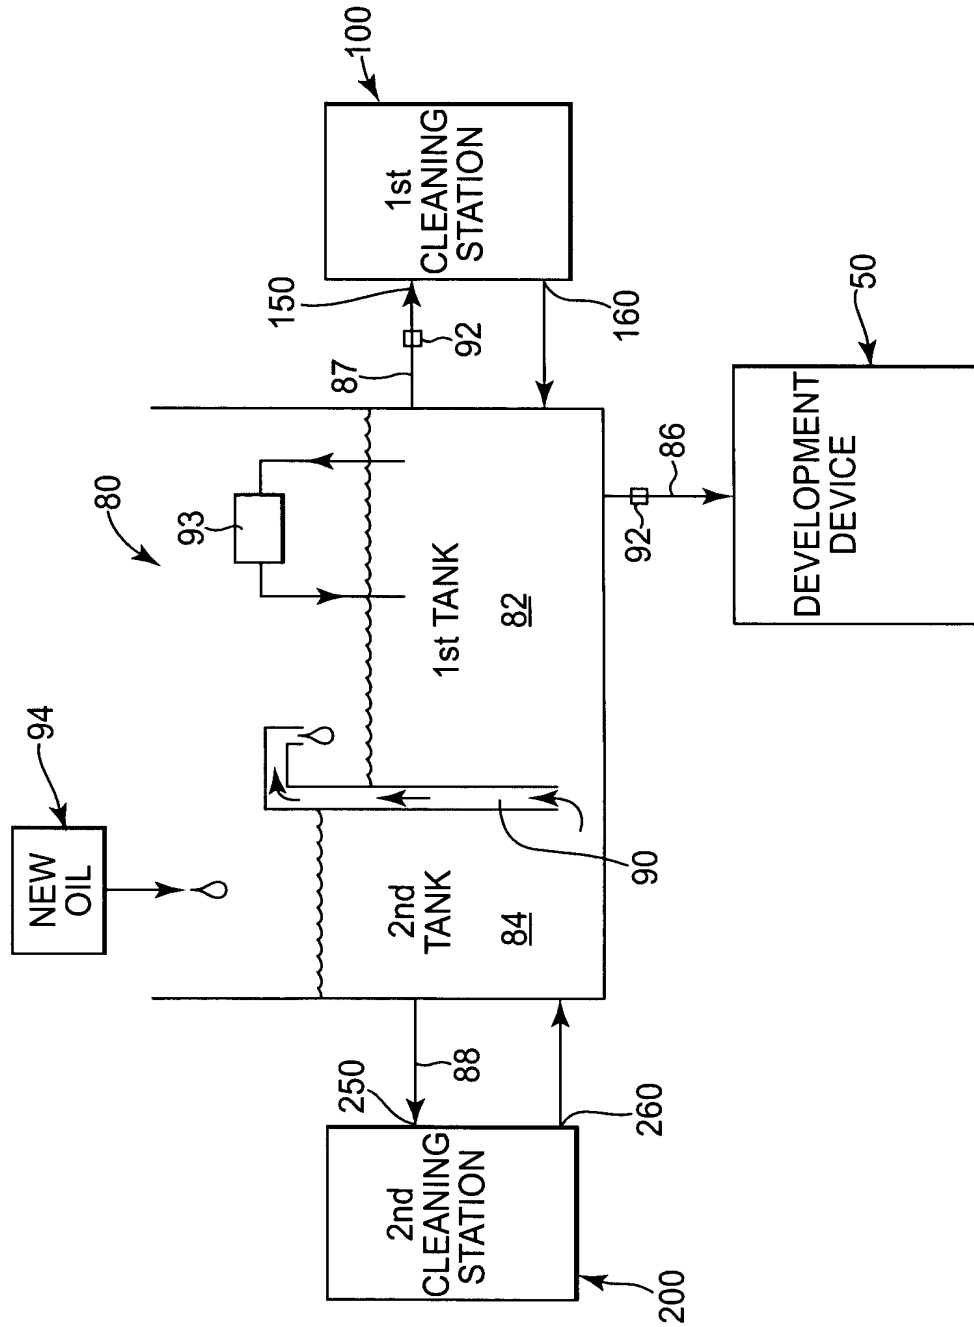 NEW
OIL
94
80
93
2nd
TANK
84
1st TANK
82
90
87
92
150
160
1st
CLEANING
STATION
100
88
250
260
2nd
CLEANING
STATION
200
92
86
DEVELOPMENT
DEVICE
50